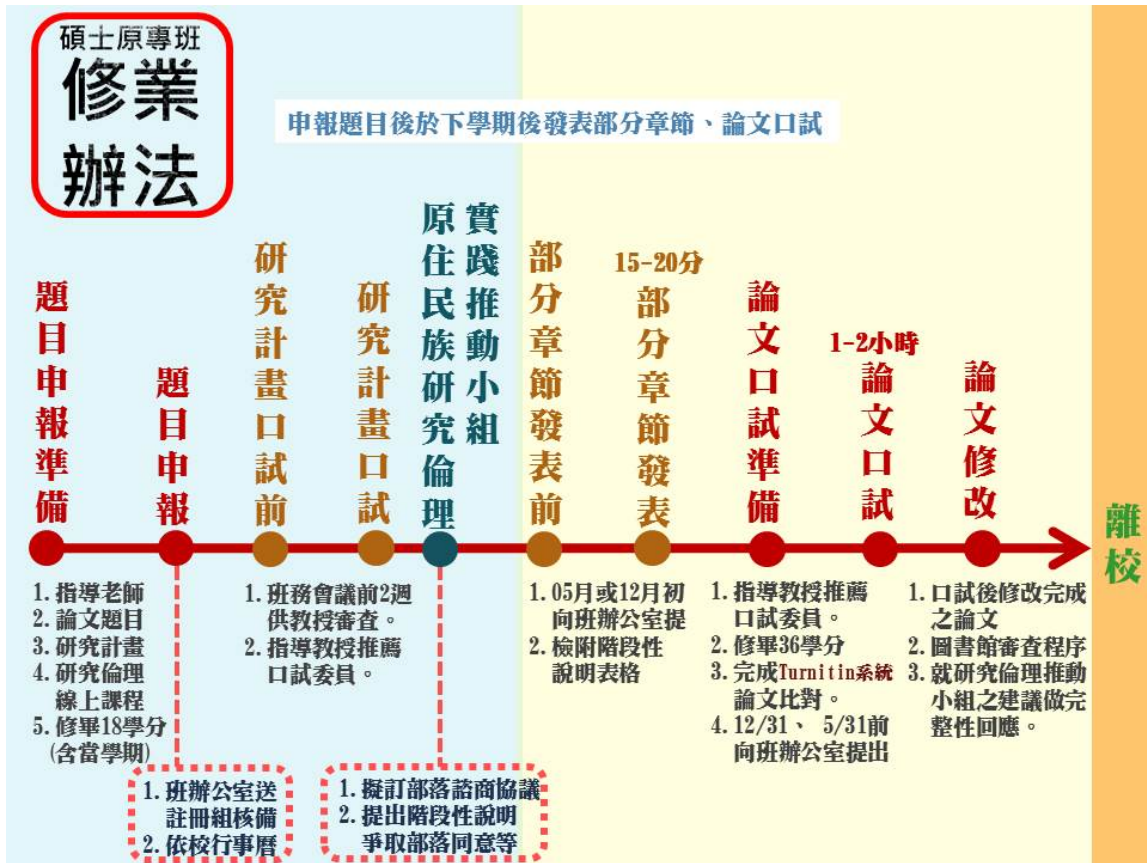 碩士原專班
修業
辦法
申報題目後於下學期後發表部分章節、論文口試
題目申報準備
題目申報
研究計畫口試前
研究計畫口試
原住民族研究倫理
實踐推動小組
部分章節發表前
15-20分
部分章節發表
論文口試準備
1-2小時
論文口試
論文修改
離校
1. 指導老師
2. 論文題目
3. 研究計畫
4. 研究倫理
線上課程
5. 修畢18學分
(含當學期)
1. 班辦公室送
註冊組核備
2. 依校行事曆
1. 班務會議前2週
供教授審查。
2. 指導教授推薦
口試委員。
1. 擬訂部落諮商協議
2. 提出階段性說明
爭取部落同意等
1. 05月或12月初
向班辦公室提
2. 檢附階段性
說明表格
1. 指導教授推薦
口試委員。
2. 修畢36學分
3. 完成Turnitin系統
論文比對。
4. 12/31、 5/31前
向班辦公室提出
1. 口試後修改完成
之論文
2. 圖書館審查程序
3. 就研究倫理推動
小組之建議做完
整性回應。